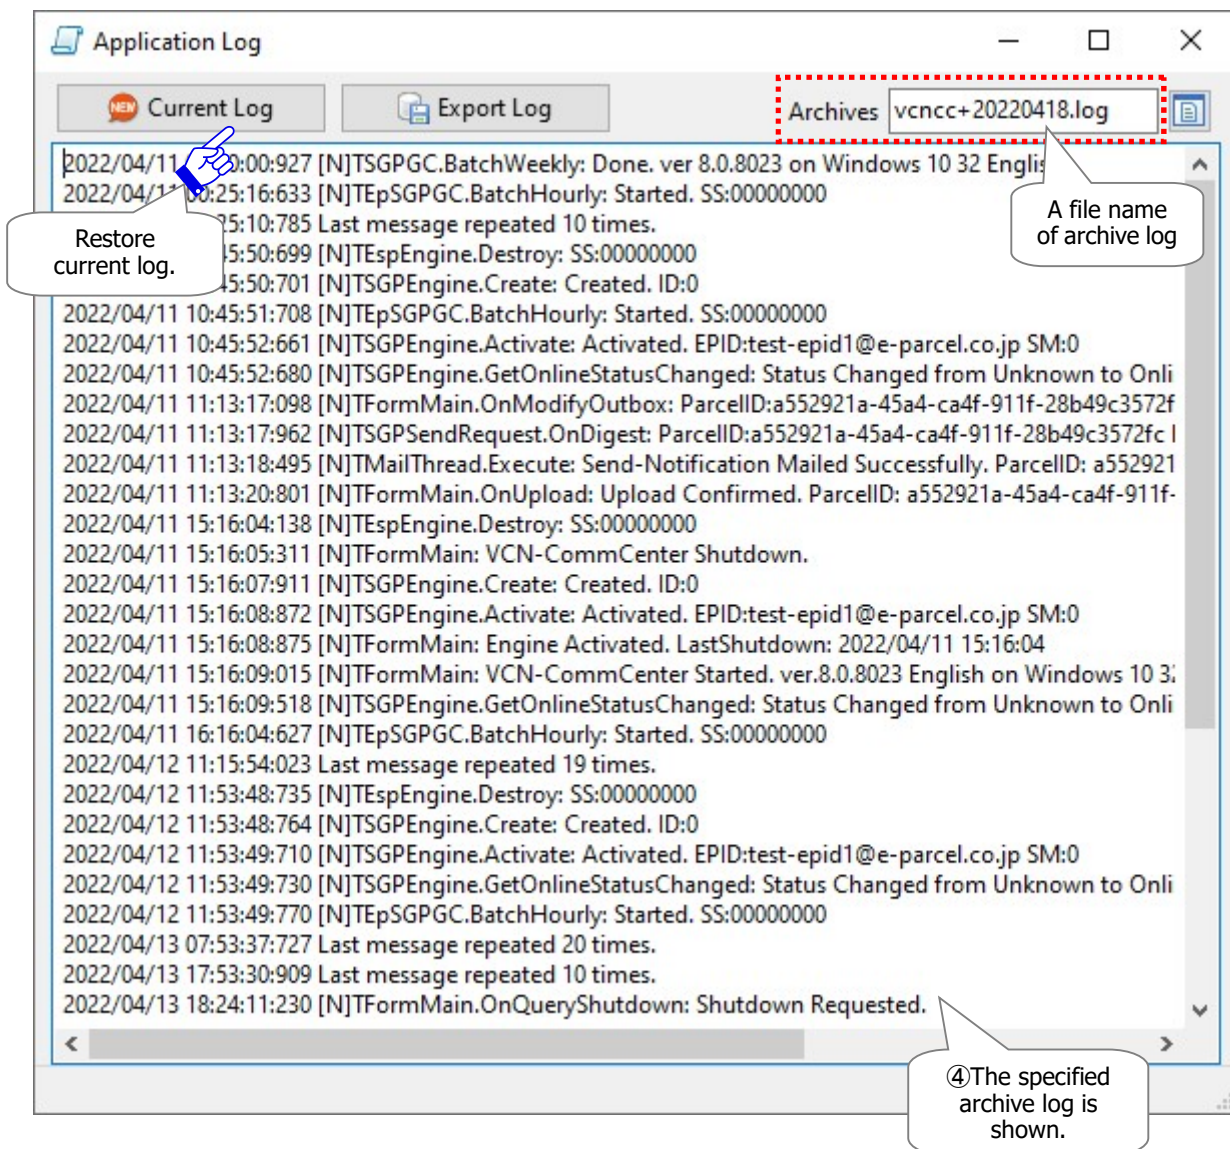 Application Log
NEW Current Log
Export Log
Archives vcncc+20220418.log
2022/04/11 0:00:927 [N]TSGPGC.BatchWeekly: Done. ver 8.0.8023 on Windows 10 32 Englis
2022/04/11 00:25:16:633 [N]TEpSGPGC.BatchHourly: Started. SS:00000000
25:10:785 Last message repeated 10 times.
45:50:699 [N]TEspEngine.Destroy: SS:00000000
45:50:701 [N]TSGPEngine.Create: Created. ID:0
2022/04/11 10:45:51:708 [N]TEpSGPGC.BatchHourly: Started. SS:00000000
2022/04/11 10:45:52:661 [N]TSGPEngine.Activate: Activated. EPID:test-epid1@e-parcel.co.jp SM:0
2022/04/11 10:45:52:680 [N]TSGPEngine.GetOnlineStatusChanged: Status Changed from Unknown to Onli
2022/04/11 11:13:17:098 [N]TFormMain.OnModifyOutbox: ParcelID:a552921a-45a4-ca4f-911f-28b49c3572f
2022/04/11 11:13:17:962 [N]TSGPSendRequest.OnDigest: ParcelID:a552921a-45a4-ca4f-911f-28b49c3572fc
2022/04/11 11:13:18:495 [N]TMailThread.Execute: Send-Notification Mailed Successfully. ParcelID: a552921
2022/04/11 11:13:20:801 [N]TFormMain.OnUpload: Upload Confirmed. ParcelID: a552921a-45a4-ca4f-911f-
2022/04/11 15:16:04:138 [N]TEspEngine.Destroy: SS:00000000
2022/04/11 15:16:05:311 [N]TFormMain: VCN-CommCenter Shutdown.
2022/04/11 15:16:07:911 [N]TSGPEngine.Create: Created. ID:0
2022/04/11 15:16:08:872 [N]TSGPEngine.Activate: Activated. EPID:test-epid1@e-parcel.co.jp SM:0
2022/04/11 15:16:08:875 [N]TFormMain: Engine Activated. LastShutdown: 2022/04/11 15:16:04
2022/04/11 15:16:09:015 [N]TFormMain: VCN-CommCenter Started. ver.8.0.8023 English on Windows 10 32
2022/04/11 15:16:09:518 [N]TSGPEngine.GetOnlineStatusChanged: Status Changed from Unknown to Onli
2022/04/11 16:16:04:627 [N]TEpSGPGC.BatchHourly: Started. SS:00000000
2022/04/12 11:15:54:023 Last message repeated 19 times.
2022/04/12 11:53:48:735 [N]TEspEngine.Destroy: SS:00000000
2022/04/12 11:53:48:764 [N]TSGPEngine.Create: Created. ID:0
2022/04/12 11:53:49:710 [N]TSGPEngine.Activate: Activated. EPID:test-epid1@e-parcel.co.jp SM:0
2022/04/12 11:53:49:730 [N]TSGPEngine.GetOnlineStatusChanged: Status Changed from Unknown to Onli
2022/04/12 11:53:49:770 [N]TEpSGPGC.BatchHourly: Started. SS:00000000
2022/04/13 07:53:37:727 Last message repeated 20 times.
2022/04/13 17:53:30:909 Last message repeated 10 times.
2022/04/13 18:24:11:230 [N]TFormMain.OnQueryShutdown: Shutdown Requested.
Restore
current log.
A file name
of archive log
④The specified
archive log is
shown.